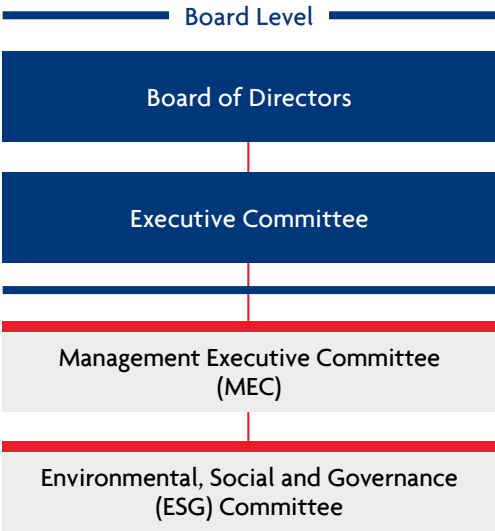 Board Level
Board of Directors
Executive Committee
Management Executive Committee
(MEC)
Environmental, Social and Governance
(ESG) Committee